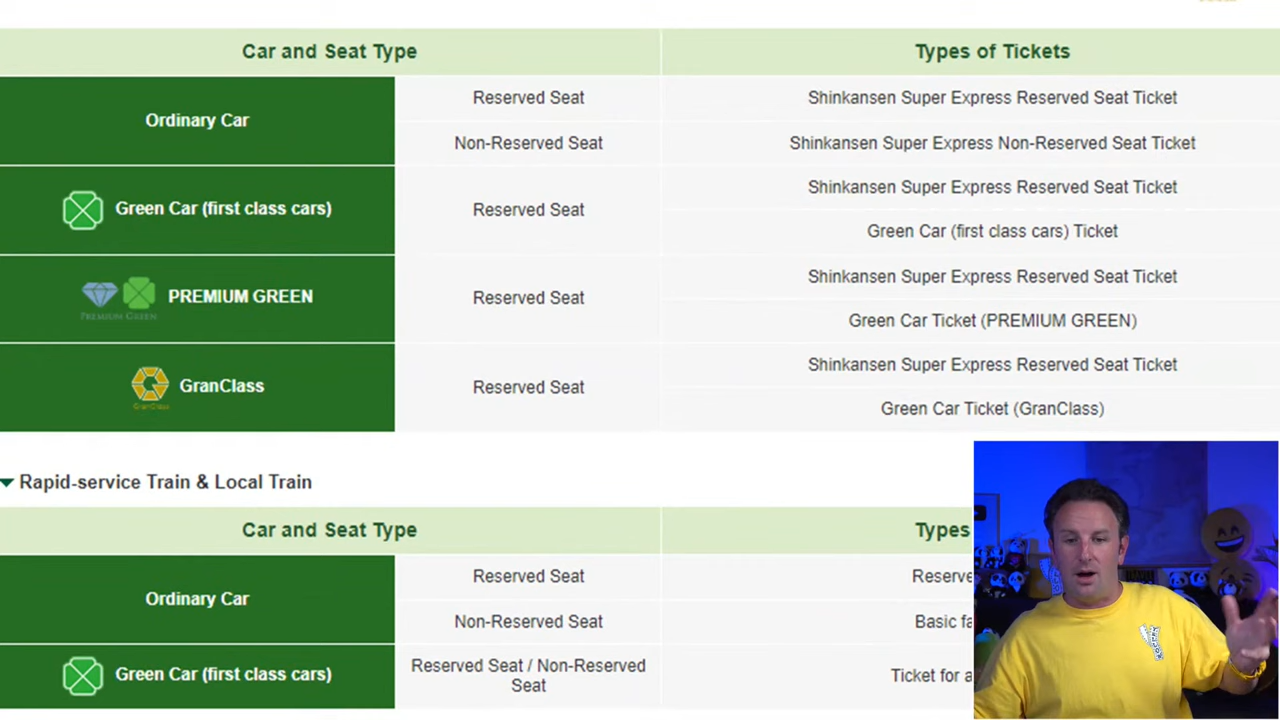 Car and Seat Type
Types of Tickets
Ordinary Car
Reserved Seat
Shinkansen Super Express Reserved Seat Ticket
Non-Reserved Seat
Shinkansen Super Express Non-Reserved Seat Ticket
Green Car (first class cars)
Reserved Seat
Shinkansen Super Express Reserved Seat Ticket
Green Car (first class cars) Ticket
PREMIUM GREEN
PREMIUM GREEN
Reserved Seat
Shinkansen Super Express Reserved Seat Ticket
Green Car Ticket (PREMIUM GREEN)
GranClass
GranClass
Reserved Seat
Shinkansen Super Express Reserved Seat Ticket
Green Car Ticket (GranClass)
Rapid-service Train & Local Train
Car and Seat Type
Types
Ordinary Car
Reserved Seat
Reserve
Non-Reserved Seat
Basic fa
Green Car (first class cars)
Reserved Seat / Non-Reserved
Seat
Ticket for a